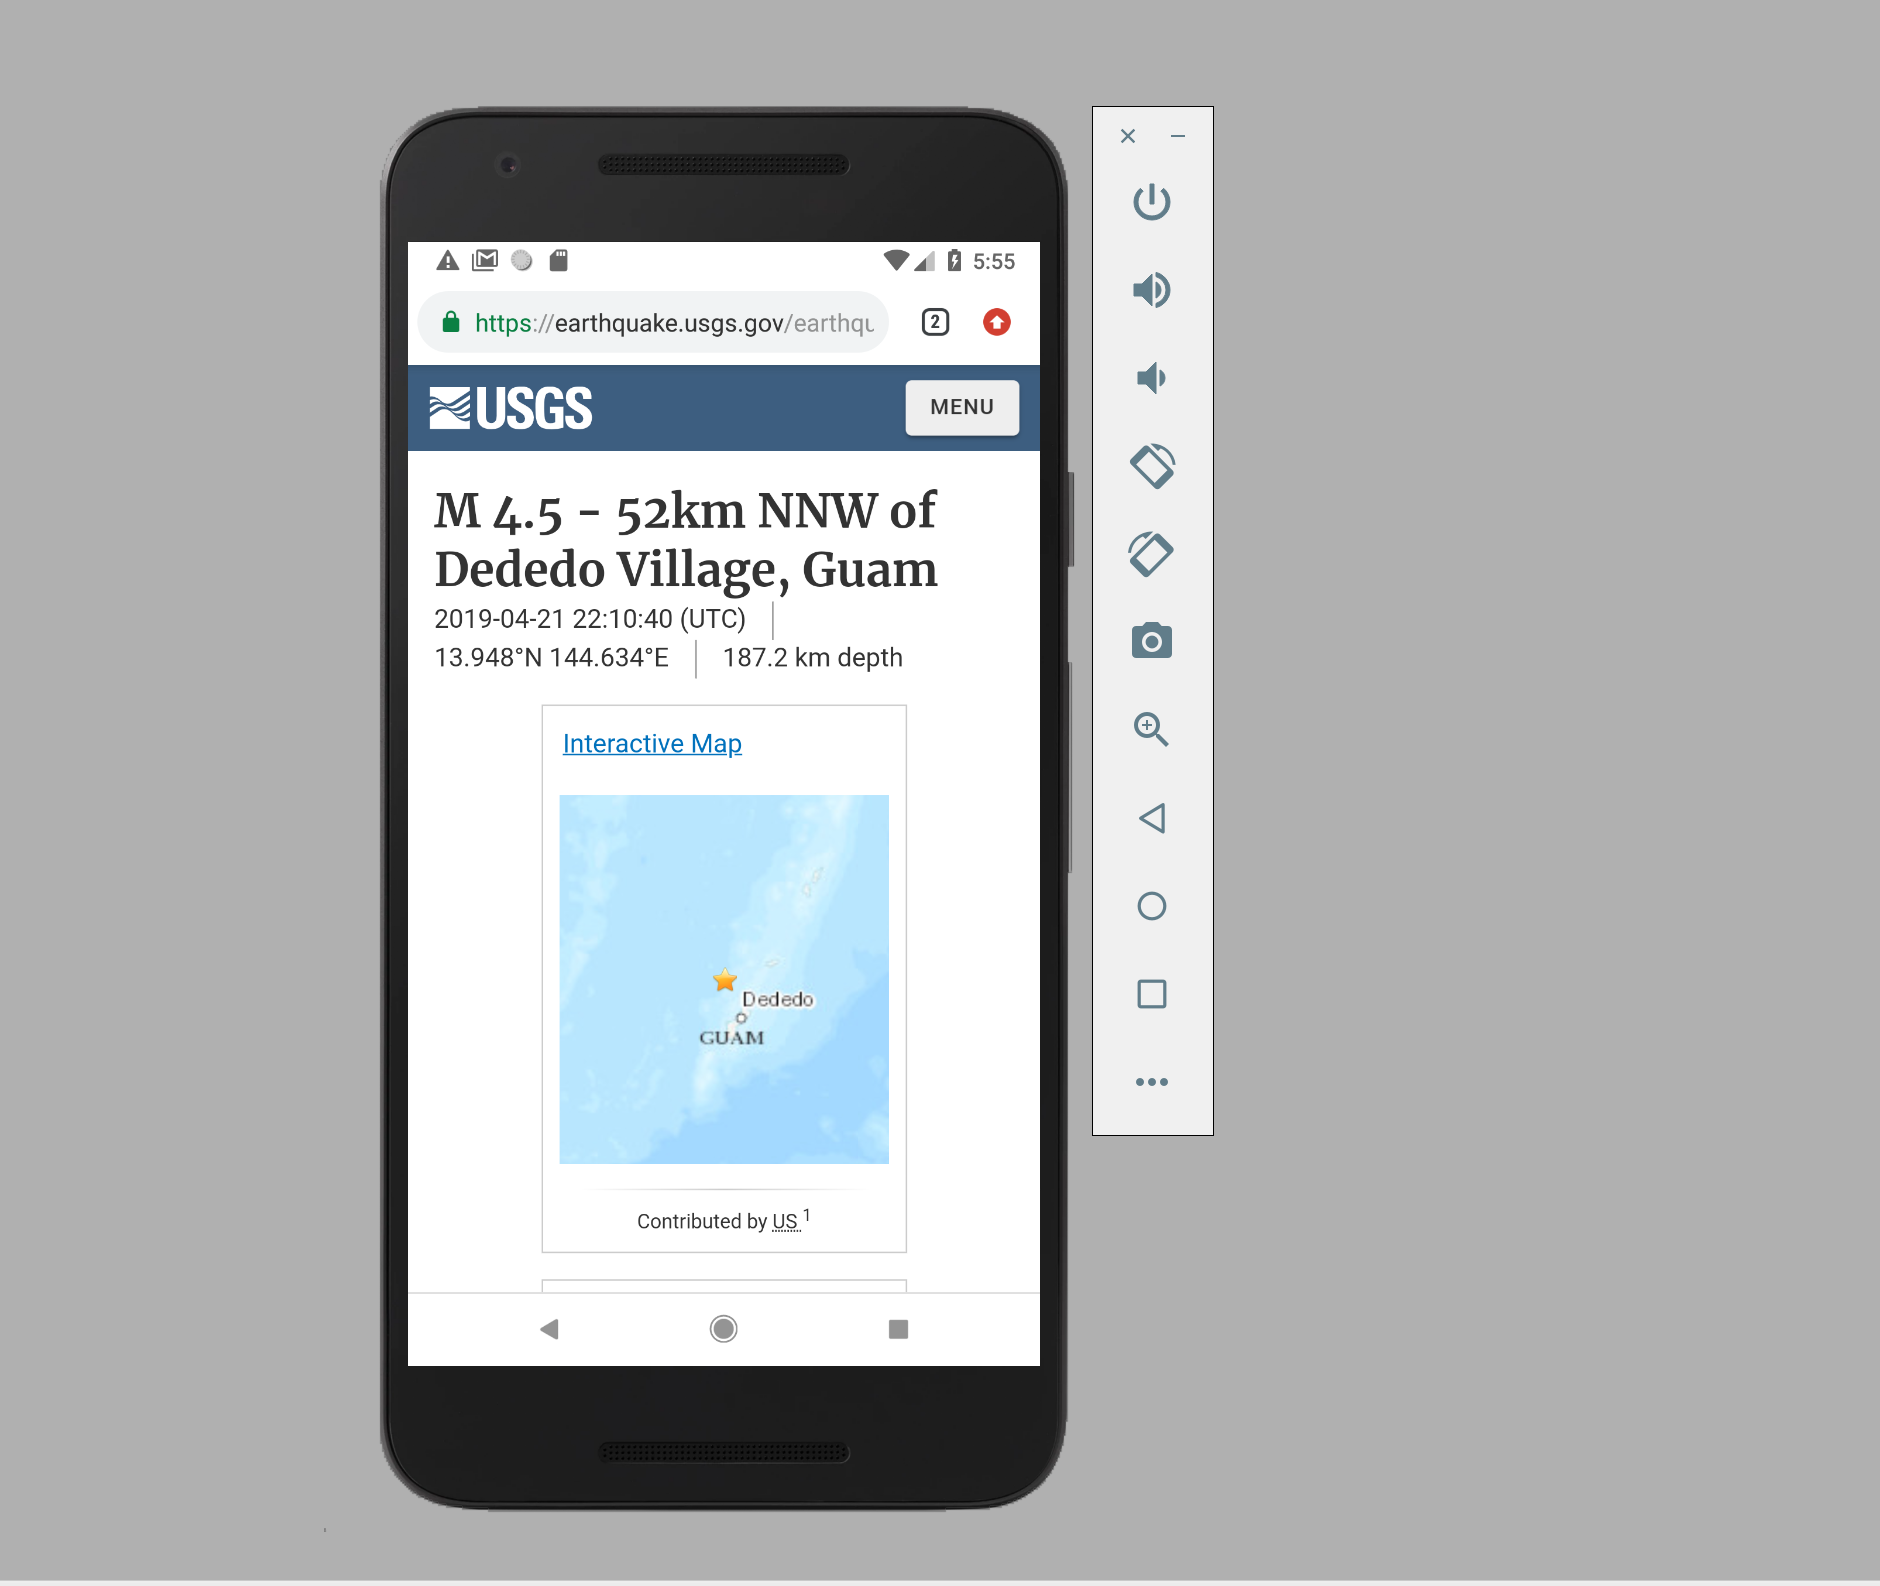 5:55
https://earthquake.usgs.gov/earthqu
2
USGS
MENU
M 4.5 - 52km NNW of
Dededo Village, Guam
2019-04-21 22:10:40 (UTC)
13.948°N 144.634°E
187.2 km depth
Interactive Map
Dededo
GUAM
Contributed by US 1